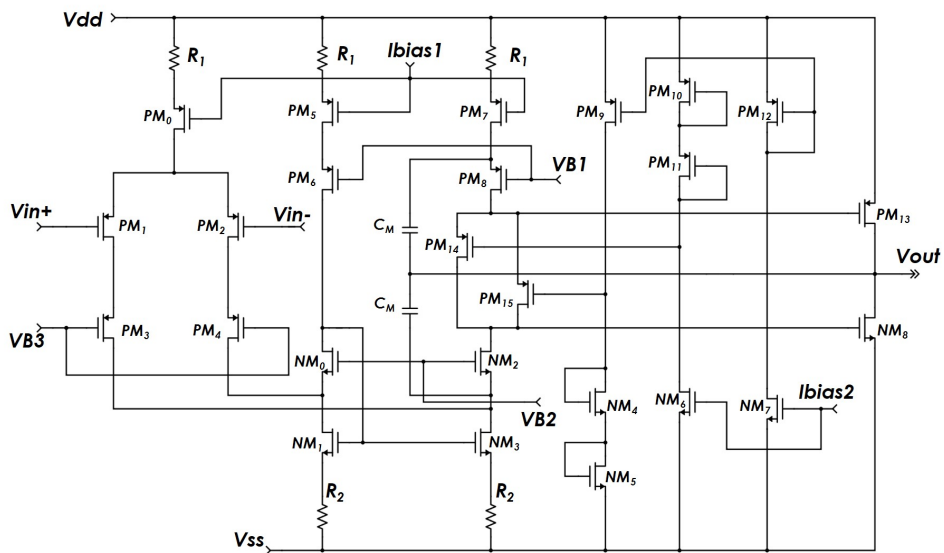 Vdd
R1
Ibias1
R1
R1
PM0
PM5
PM7
PM9
PM10
PM12
PM6
PM8
VB1
PM11
Vin+
PM1
PM2
Vin-
CM
PM14
PM13
Vout
CM
PM15
VB3
PM3
PM4
NM8
NM0
NM2
VB2
NM4
NM6
NM7
Ibias2
NM1
NM3
NM5
R2
R2
Vss